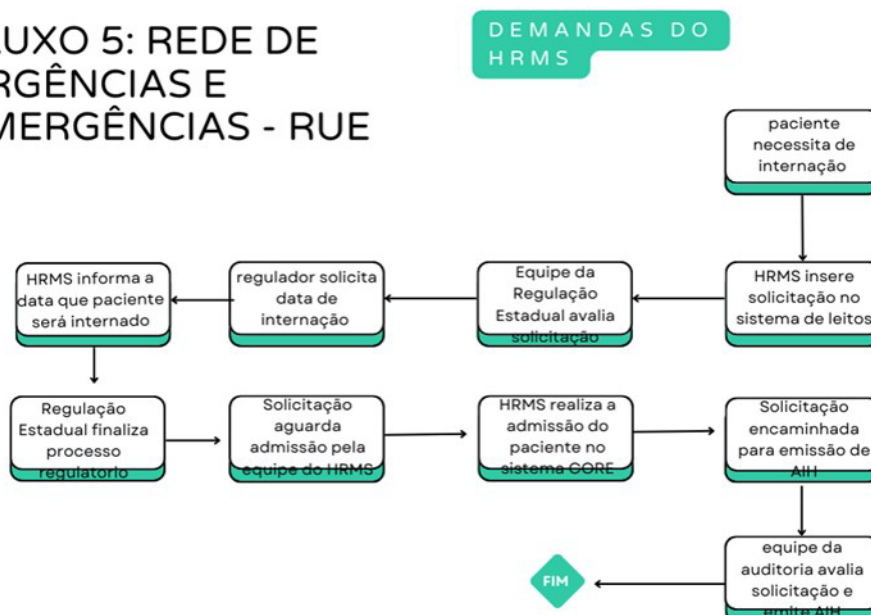 UXO 5: REDE DE
RGÊNCIAS E
MERGÊNCIAS - RUE
DEMANDAS DO
HRMS
paciente
necessita de
internação
HRMS insere
solicitação no
sistema de leitos
Equipe da
Regulação
Estadual avalia
solicitação
regulador solicita
data de
internação
HRMS informa a
data que paciente
será internado
Regulação
Estadual finaliza
processo
regulatorio
Solicitação
aguarda
admissão pela
equipe do HRMS
HRMS realiza a
admissão do
paciente no
sistema CORE
Solicitação
encaminhada
para emissão de
AIH
equipe da
auditoria avalia
solicitação e
emite AIH
FIM